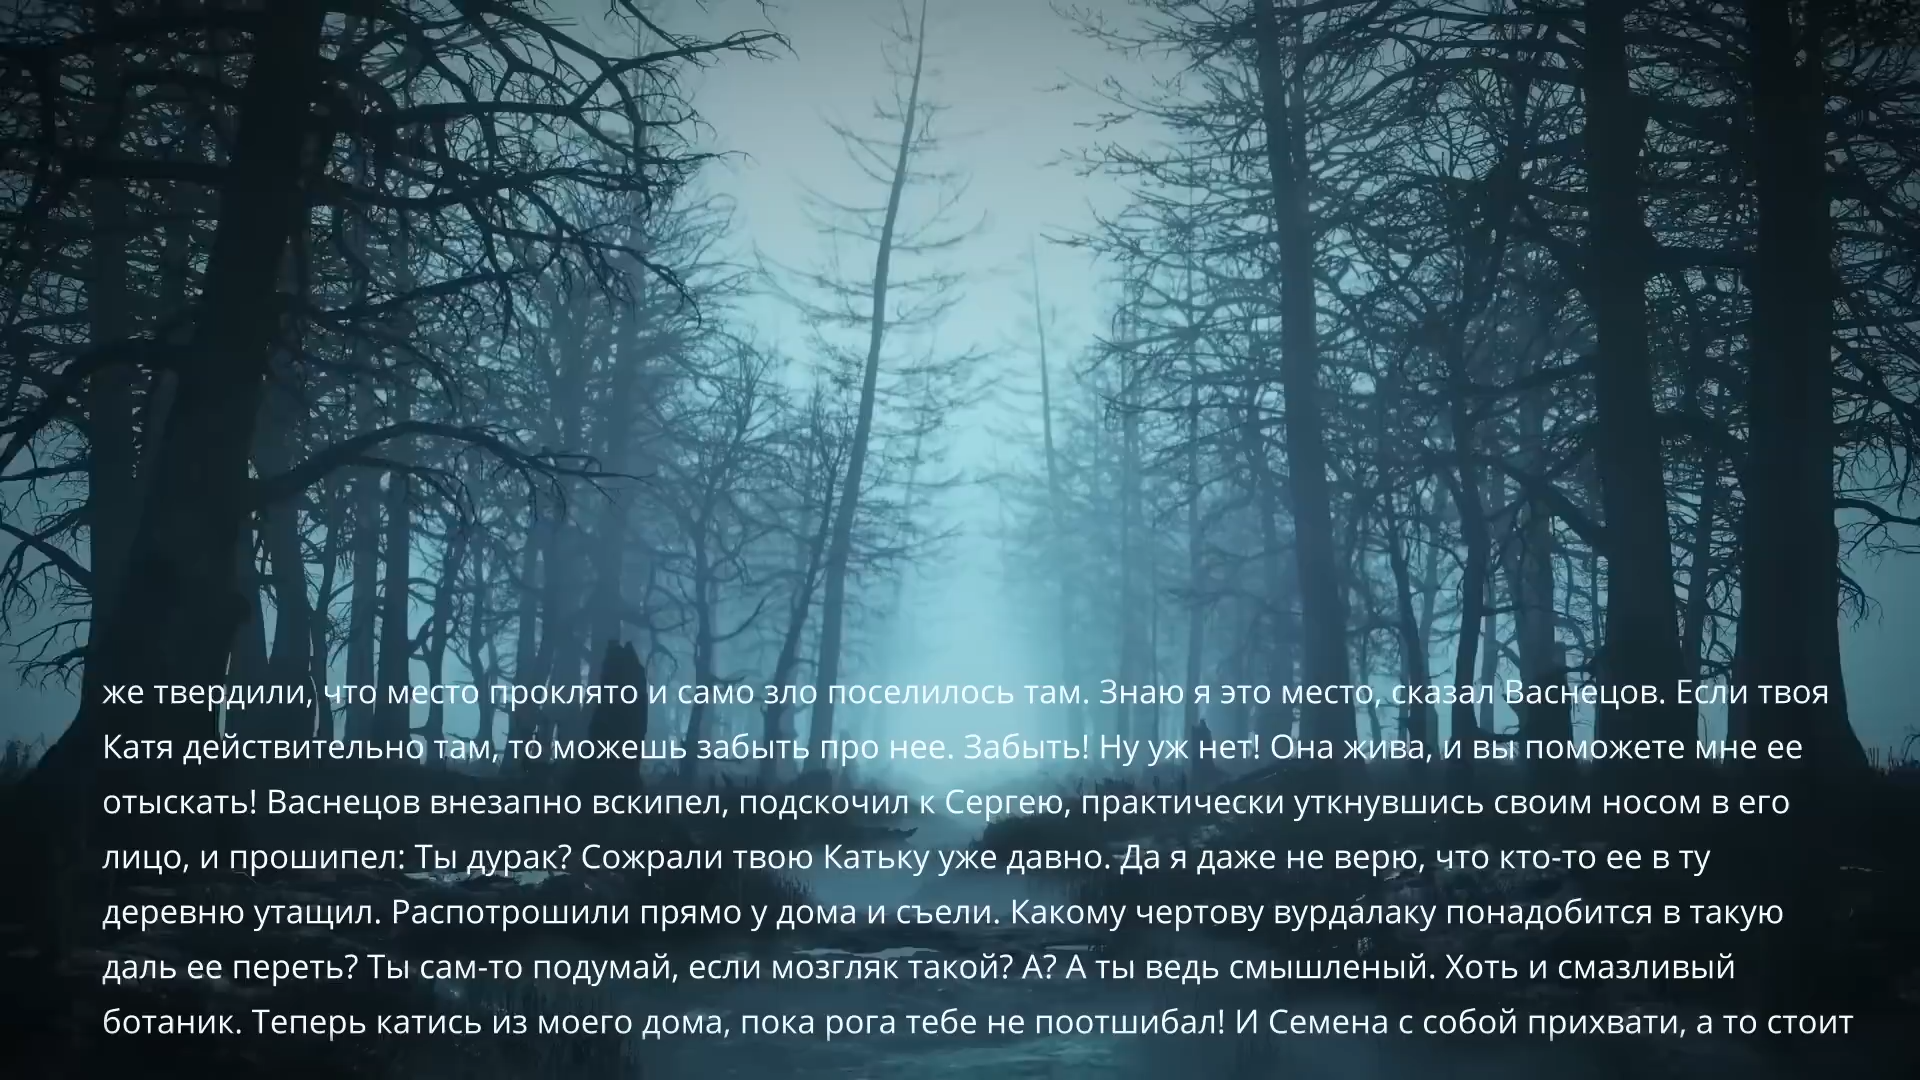 же твердили, что место проклято и само зло поселилось там. Знаю я это место, сказал Васнецов. Если твоя
Катя действительно там, то можешь забыть про нее. Забыть! Ну уж нет! Она жива, и вы поможете мне ее
отыскать! Васнецов внезапно вскипел, подскочил к Сергею, практически уткнувшись своим носом в его
лицо, и прошипел: Ты дурак? Сожрали твою Катьку уже давно. Да я даже не верю, что кто-то ее в ту
деревню утащил. Распотрошили прямо у дома и съели. Какому чертову вурдалаку понадобится в такую
даль ее переть? Ты сам-то подумай, если мозгляк такой? А? А ты ведь смышленый. Хоть и смазливый
ботаник. Теперь катись из моего дома, пока рога тебе не поотшибал! И Семена с собой прихвати, а то стоит